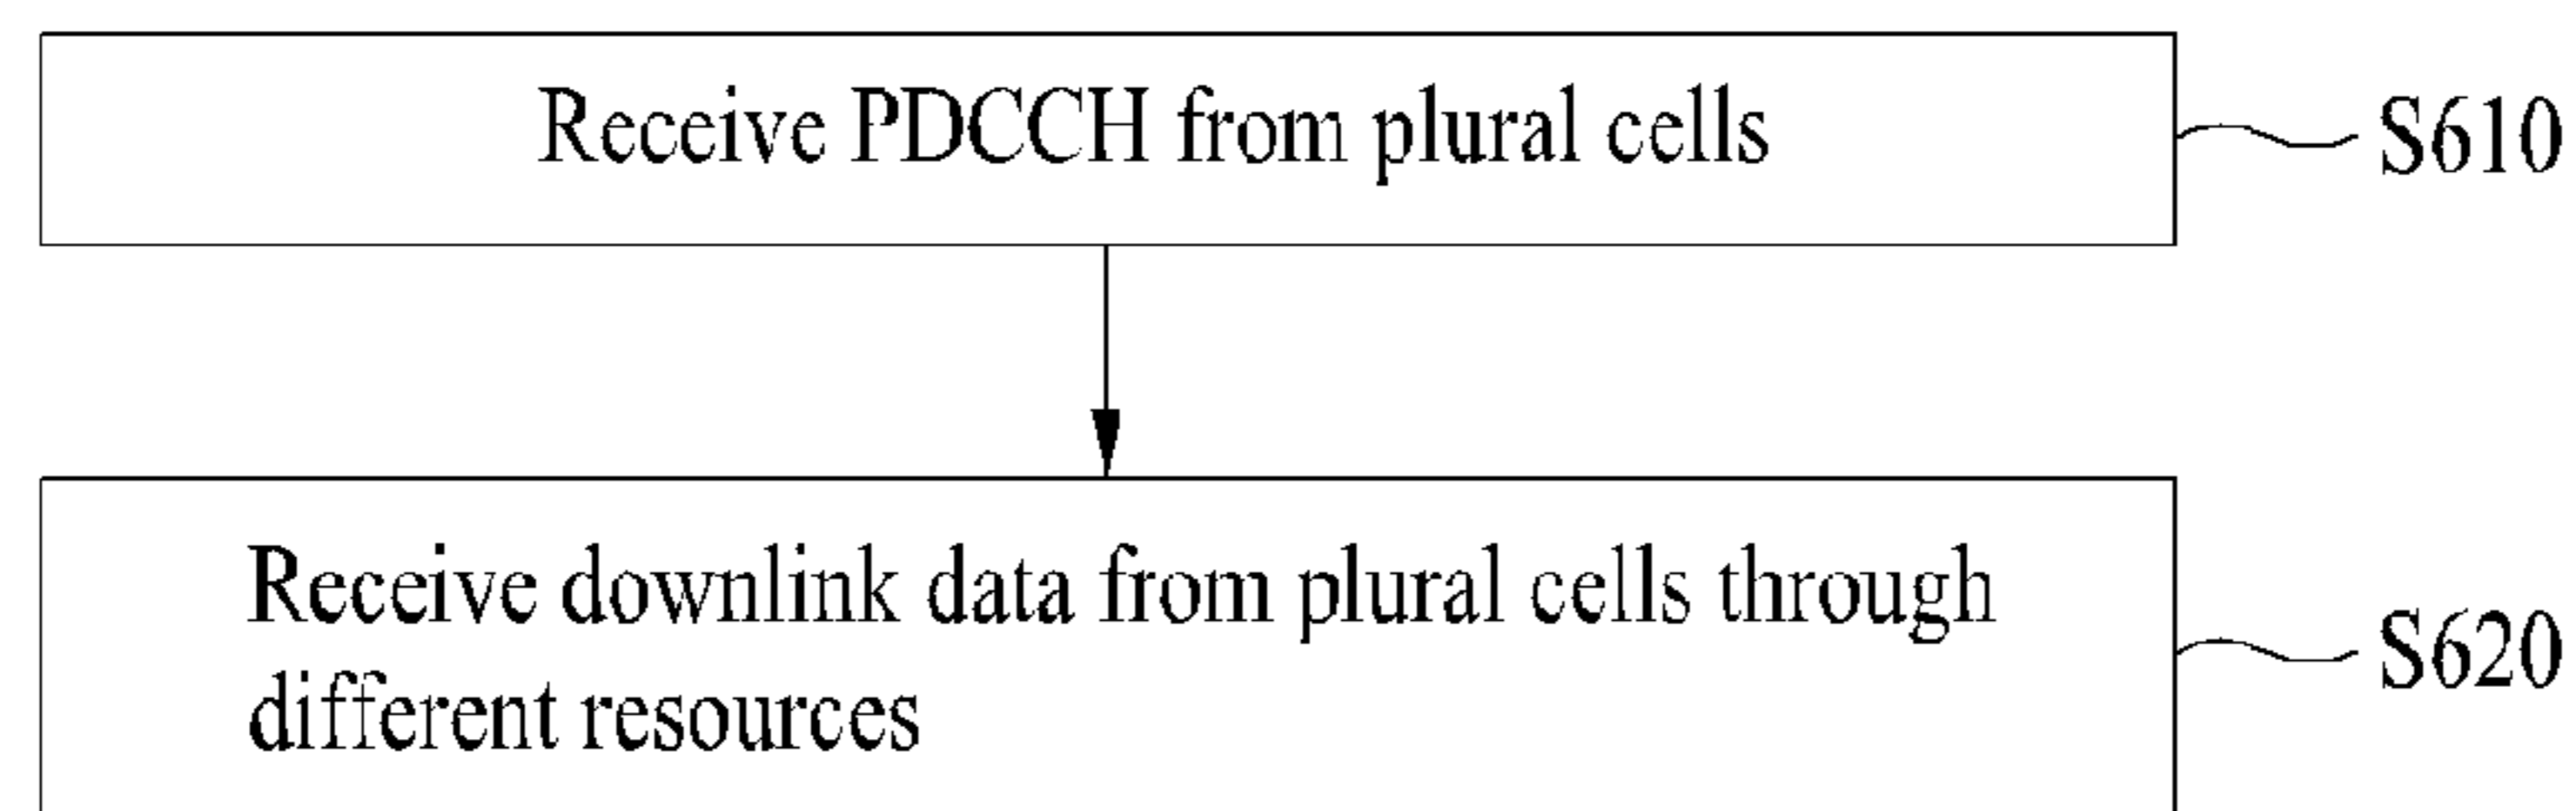 Receive PDCCH from plural cells
S610
Receive downlink data from plural cells through
different resources
S620